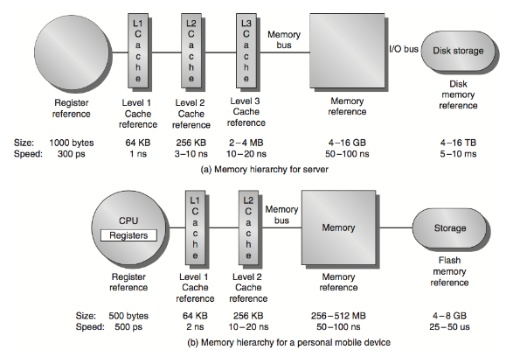 L1 Cache
L2 Cache
L3 Cache
Memory bus
I/O bus
Disk storage
Register reference
Level 1 Cache reference
Level 2 Cache reference
Level 3 Cache reference
Memory reference
Disk memory reference
Size: 1000 bytes 64 KB 256 KB 2–4 MB 4–16 GB 4–16 TB
Speed: 300 ps 1 ns 3–10 ns 10–20 ns 50–100 ns 5–10 ms
(a) Memory hierarchy for server
CPU
Registers
L1 Cache
L2 Cache
Memory bus
Memory
Storage
Register reference
Level 1 Cache reference
Level 2 Cache reference
Memory reference
Flash memory reference
Size: 500 bytes 64 KB 256 KB 256–512 MB 4–8 GB
Speed: 500 ps 2 ns 10–20 ns 50–100 ns 25–50 us
(b) Memory hierarchy for a personal mobile device